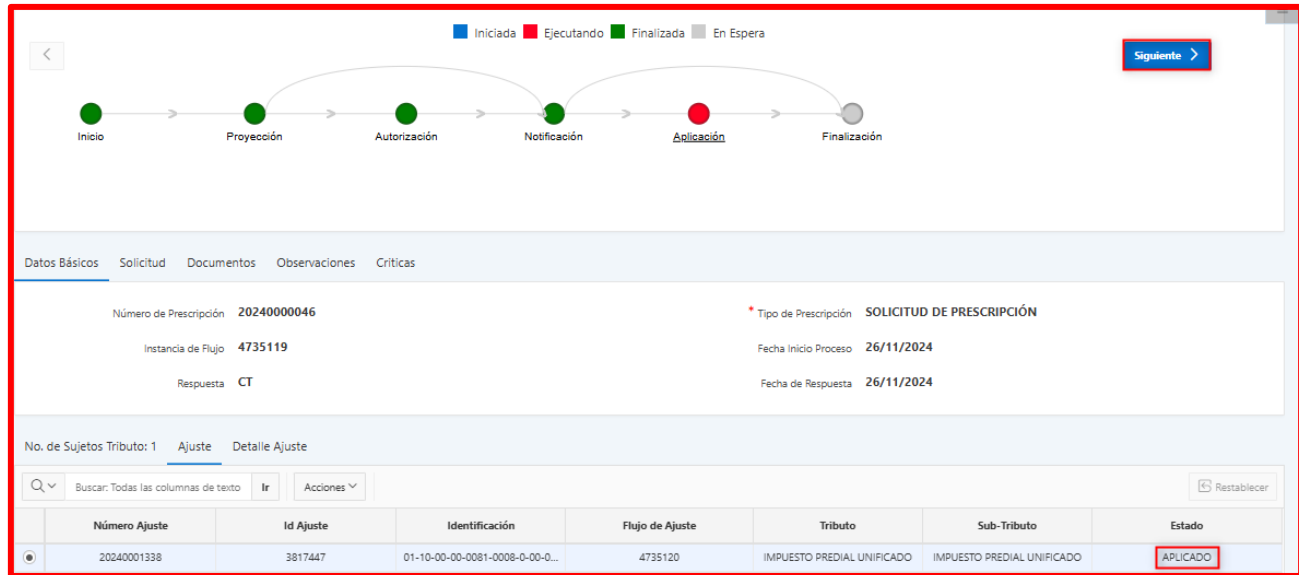 Iniciada Ejecutando Finalizada En Espera
Siguiente
Inicio Proyección Autorización Notificación Aplicación Finalización
Datos Básicos Solicitud Documentos Observaciones Criticas
Número de Prescripción 20240000046 * Tipo de Prescripción SOLICITUD DE PRESCRIPCIÓN
Instancia de Flujo 4735119 Fecha Inicio Proceso 26/11/2024
Respuesta CT Fecha de Respuesta 26/11/2024
No. de Sujetos Tributo: 1 Ajuste Detalle Ajuste
Buscar: Todas las columnas de texto Ir Acciones Restablecer
Número Ajuste Id Ajuste Identificación Flujo de Ajuste Tributo Sub-Tributo Estado
20240001338 3817447 01-10-00-00-0081-0008-0-00-0... 4735120 IMPUESTO PREDIAL UNIFICADO IMPUESTO PREDIAL UNIFICADO APLICADO